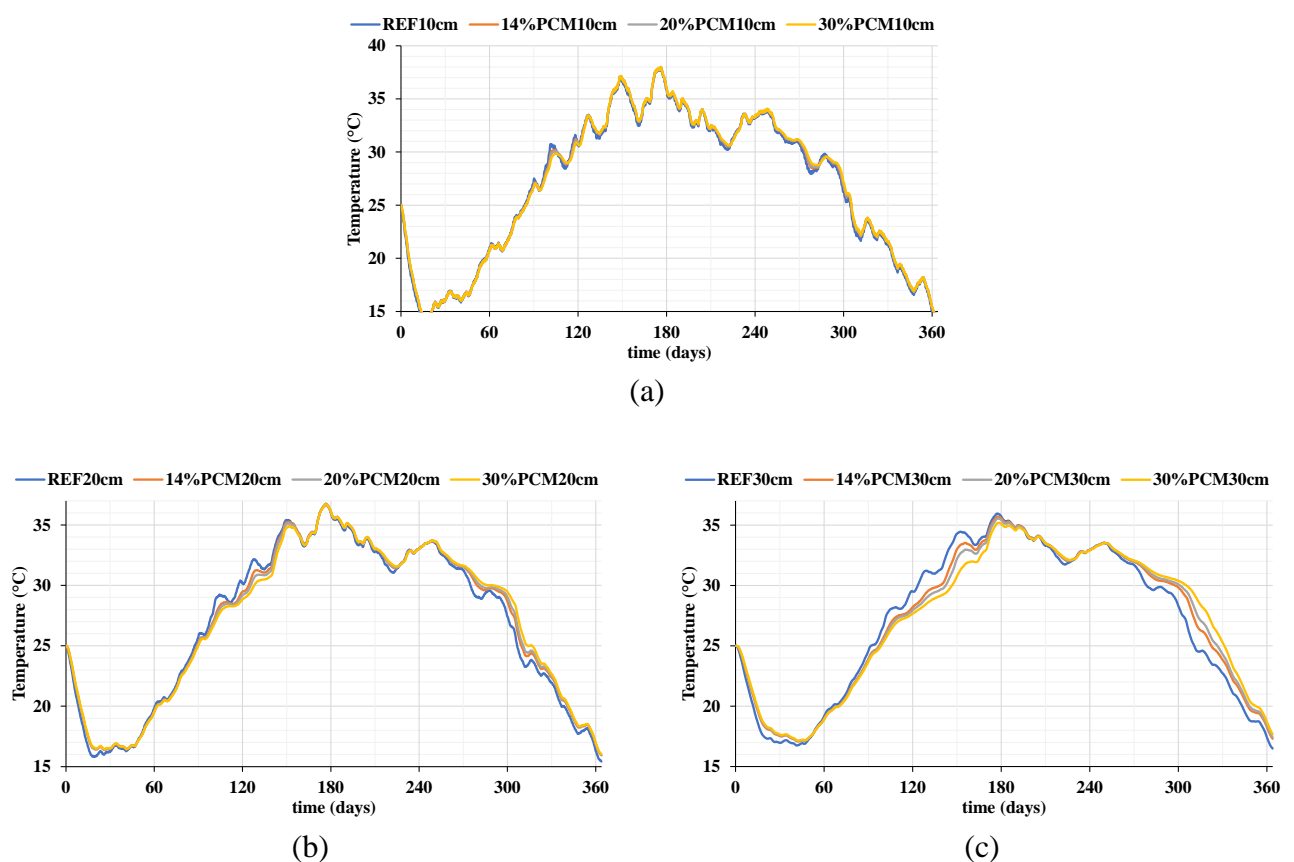 REF10cm 14%PCM10cm 20%PCM10cm 30%PCM10cm
40
35
30
25
20
15
Temperature (°C)
0 60 120 180 240 300 360
time (days)
(a)
REF20cm 14%PCM20cm 20%PCM20cm 30%PCM20cm
35
30
25
20
15
Temperature (°C)
0 60 120 180 240 300 360
time (days)
(b)
REF30cm 14%PCM30cm 20%PCM30cm 30%PCM30cm
35
30
25
20
15
Temperature (°C)
0 60 120 180 240 300 360
time (days)
(c)